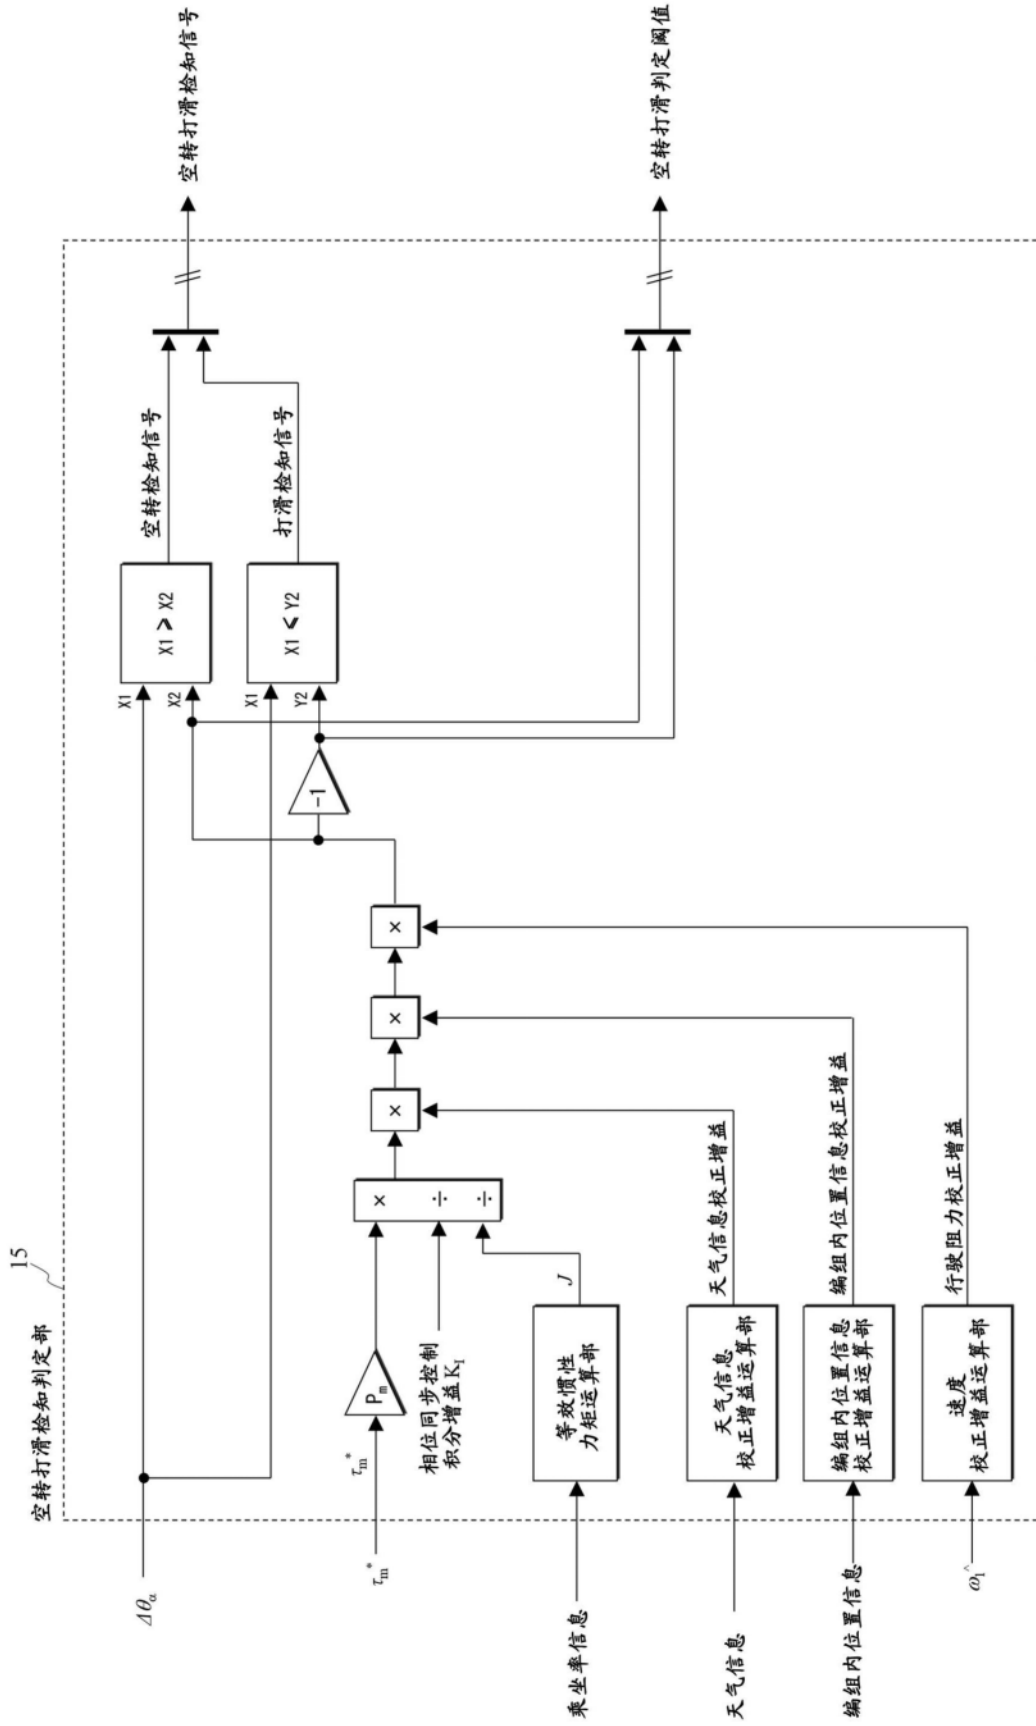 空转打滑检知判定部
15
Δθα
τm*
τm*
Pm
相位同步控制
积分增益KI
乘坐率信息
等效惯性
力矩运算部
J
天气信息
天气信息
校正增益运算部
天气信息校正增益
编组内位置信息
编组内位置信息
校正增益运算部
编组内位置信息校正增益
ω1^
速度
校正增益运算部
行驶阻力校正增益
×
÷
÷
×
×
×
-1
X1
X2
X1 ⩾ X2
X1
Y2
X1 ⩽ Y2
空转检知信号
打滑检知信号
空转打滑检知信号
空转打滑判定阈值